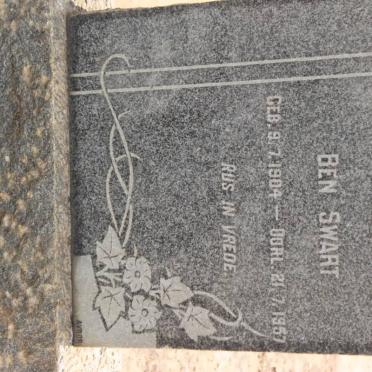 BEN SWART
GEB. 9.7.1904 — OORL. 21.7.1957
RUS IN VREDE.